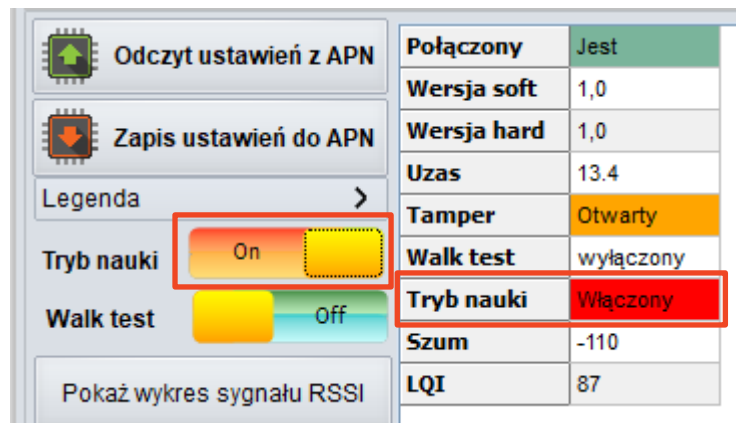 Odczyt ustawień z APN
Zapis ustawień do APN
Legenda >
Tryb nauki On
Walk test Off
Pokaż wykres sygnału RSSI
Połączony Jest
Wersja soft 1,0
Wersja hard 1,0
Uzas 13.4
Tamper Otwarty
Walk test wyłączony
Tryb nauki Włączony
Szum -110
LQI 87